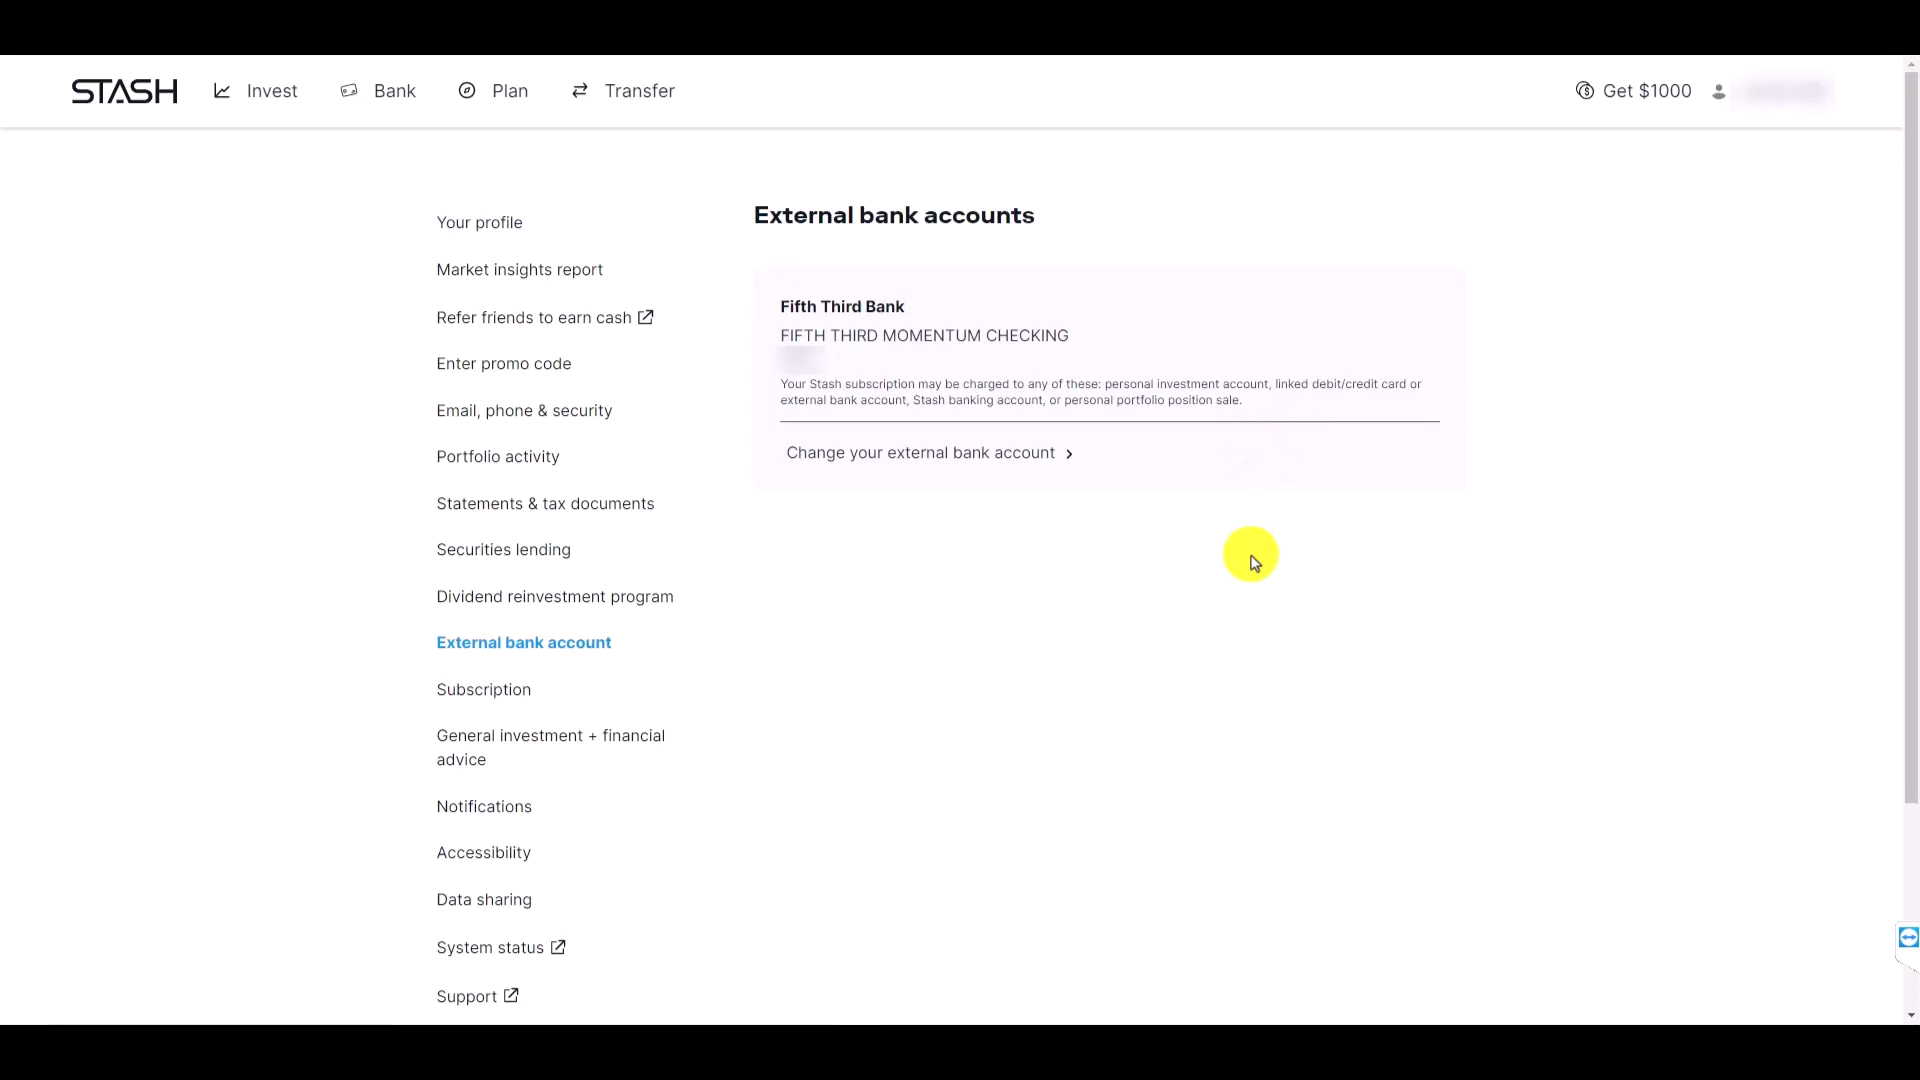 STASH
Invest
Bank
Plan
Transfer
Get $1000
Your profile
Market insights report
Refer friends to earn cash
Enter promo code
Email, phone & security
Portfolio activity
Statements & tax documents
Securities lending
Dividend reinvestment program
External bank account
Subscription
General investment + financial
advice
Notifications
Accessibility
Data sharing
System status
Support
External bank accounts
Fifth Third Bank
FIFTH THIRD MOMENTUM CHECKING
Your Stash subscription may be charged to any of these: personal investment account, linked debit/credit card or
external bank account, Stash banking account, or personal portfolio position sale.
Change your external bank account